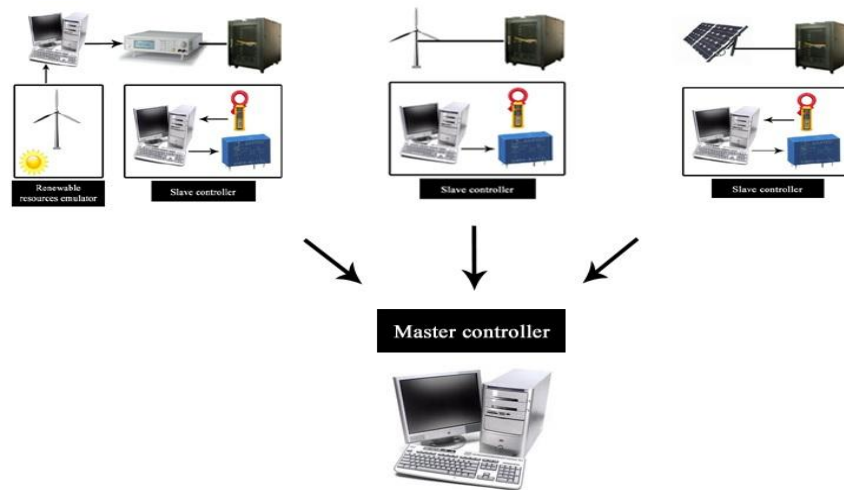 Renewable
resources emulator
Slave controller
Slave controller
Slave controller
Master controller